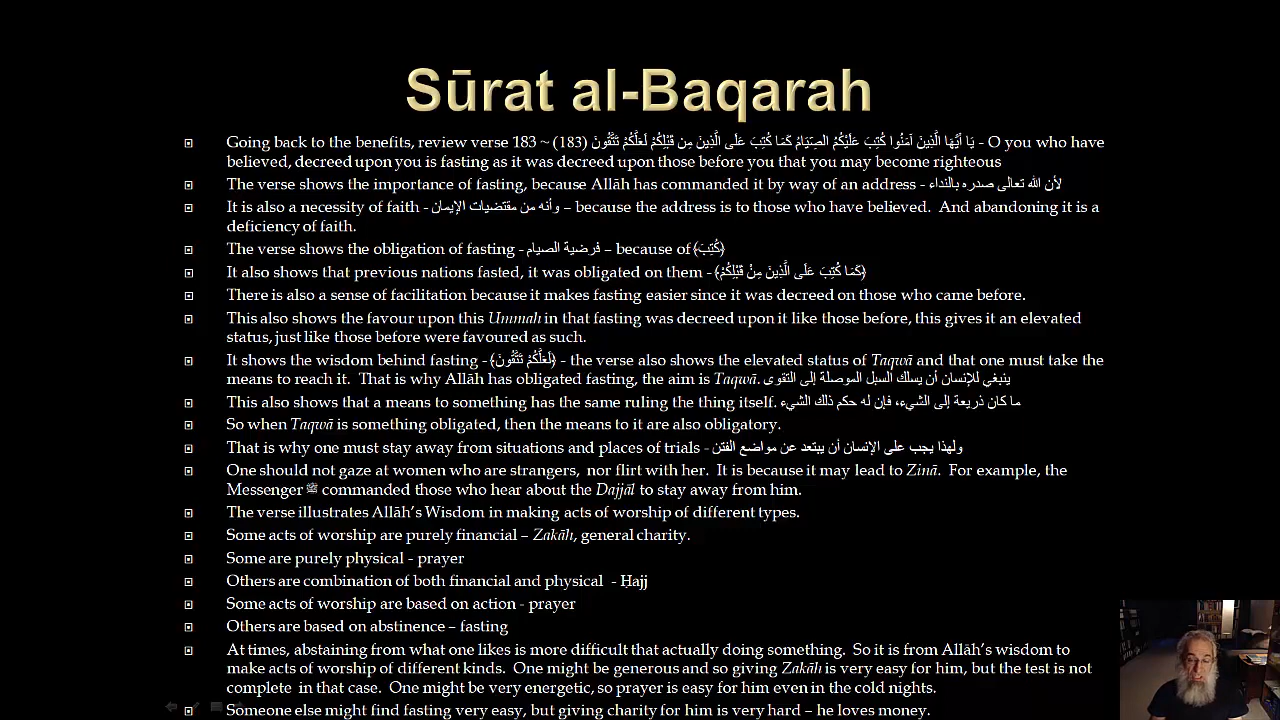 Sūrat al-Baqarah
Going back to the benefits, review verse 183 ~ (183) يَا أَيُّهَا الَّذِينَ آمَنُوا كُتِبَ عَلَيْكُمُ الصِّيَامُ كَمَا كُتِبَ عَلَى الَّذِينَ مِن قَبْلِكُمْ لَعَلَّكُمْ تَتَّقُونَ - O you who have
believed, decreed upon you is fasting as it was decreed upon those before you that you may become righteous
The verse shows the importance of fasting, because Allāh has commanded it by way of an address - لأن الله تعالى صدره بالنداء
It is also a necessity of faith - وأنه من مقتضيات الإيمان – because the address is to those who have believed. And abandoning it is a
deficiency of faith.
The verse shows the obligation of fasting - فرضية الصيام – because of ﴿كُتِبَ﴾
It also shows that previous nations fasted, it was obligated on them - ﴿كَمَا كُتِبَ عَلَى الَّذِينَ مِنْ قَبْلِكُمْ﴾
There is also a sense of facilitation because it makes fasting easier since it was decreed on those who came before.
This also shows the favour upon this Ummah in that fasting was decreed upon it like those before, this gives it an elevated
status, just like those before were favoured as such.
It shows the wisdom behind fasting - ﴿لَعَلَّكُمْ تَتَّقُونَ﴾ - the verse also shows the elevated status of Taqwā and that one must take the
means to reach it. That is why Allāh has obligated fasting, the aim is Taqwā. ينبغي للإنسان أن يسلك السبل الموصلة إلى التقوى
This also shows that a means to something has the same ruling the thing itself. ما كان ذريعة إلى الشيء، فإن له حكم ذلك الشيء
So when Taqwā is something obligated, then the means to it are also obligatory.
That is why one must stay away from situations and places of trials - ولهذا يجب على الإنسان أن يبتعد عن مواضع الفتن
One should not gaze at women who are strangers, nor flirt with her. It is because it may lead to Zinā. For example, the
Messenger ﷺ commanded those who hear about the Dajjāl to stay away from him.
The verse illustrates Allāh's Wisdom in making acts of worship of different types.
Some acts of worship are purely financial – Zakāh, general charity.
Some are purely physical - prayer
Others are combination of both financial and physical - Ḥajj
Some acts of worship are based on action - prayer
Others are based on abstinence – fasting
At times, abstaining from what one likes is more difficult that actually doing something. So it is from Allāh's wisdom to
make acts of worship of different kinds. One might be generous and so giving Zakāh is very easy for him, but the test is not
complete in that case. One might be very energetic, so prayer is easy for him even in the cold nights.
Someone else might find fasting very easy, but giving charity for him is very hard – he loves money.